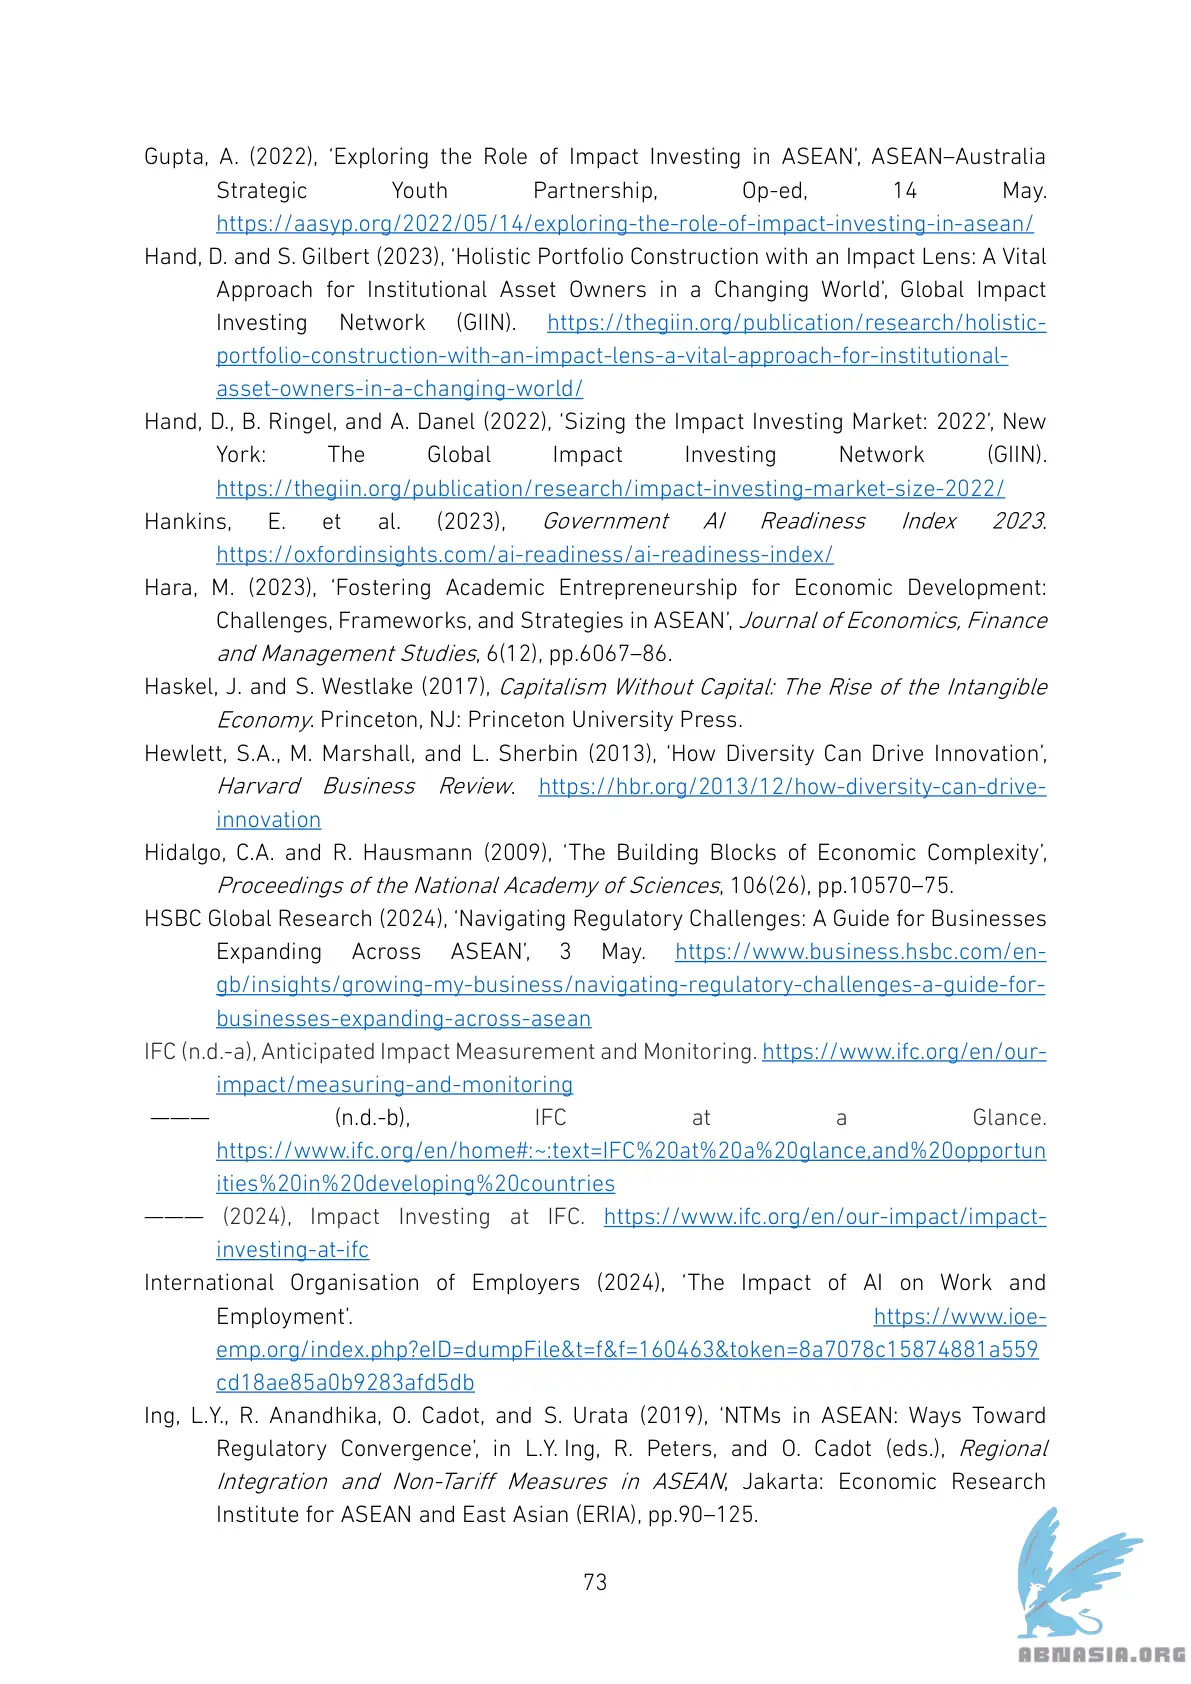 Gupta, A. (2022), ‘Exploring the Role of Impact Investing in ASEAN’, ASEAN–Australia
Strategic Youth Partnership, Op-ed, 14 May.
https://aasyp.org/2022/05/14/exploring-the-role-of-impact-investing-in-asean/
Hand, D. and S. Gilbert (2023), ‘Holistic Portfolio Construction with an Impact Lens: A Vital
Approach for Institutional Asset Owners in a Changing World’, Global Impact
Investing Network (GIIN). https://thegiin.org/publication/research/holistic-
portfolio-construction-with-an-impact-lens-a-vital-approach-for-institutional-
asset-owners-in-a-changing-world/
Hand, D., B. Ringel, and A. Danel (2022), ‘Sizing the Impact Investing Market: 2022’, New
York: The Global Impact Investing Network (GIIN).
https://thegiin.org/publication/research/impact-investing-market-size-2022/
Hankins, E. et al. (2023), Government AI Readiness Index 2023.
https://oxfordinsights.com/ai-readiness/ai-readiness-index/
Hara, M. (2023), ‘Fostering Academic Entrepreneurship for Economic Development:
Challenges, Frameworks, and Strategies in ASEAN’, Journal of Economics, Finance
and Management Studies, 6(12), pp.6067–86.
Haskel, J. and S. Westlake (2017), Capitalism Without Capital: The Rise of the Intangible
Economy. Princeton, NJ: Princeton University Press.
Hewlett, S.A., M. Marshall, and L. Sherbin (2013), ‘How Diversity Can Drive Innovation’,
Harvard Business Review. https://hbr.org/2013/12/how-diversity-can-drive-
innovation
Hidalgo, C.A. and R. Hausmann (2009), ‘The Building Blocks of Economic Complexity’,
Proceedings of the National Academy of Sciences, 106(26), pp.10570–75.
HSBC Global Research (2024), ‘Navigating Regulatory Challenges: A Guide for Businesses
Expanding Across ASEAN’, 3 May. https://www.business.hsbc.com/en-
gb/insights/growing-my-business/navigating-regulatory-challenges-a-guide-for-
businesses-expanding-across-asean
IFC (n.d.-a), Anticipated Impact Measurement and Monitoring. https://www.ifc.org/en/our-
impact/measuring-and-monitoring
——— (n.d.-b), IFC at a Glance.
https://www.ifc.org/en/home#:~:text=IFC%20at%20a%20glance,and%20opportun
ities%20in%20developing%20countries
——— (2024), Impact Investing at IFC. https://www.ifc.org/en/our-impact/impact-
investing-at-ifc
International Organisation of Employers (2024), ‘The Impact of AI on Work and
Employment’. https://www.ioe-
emp.org/index.php?eID=dumpFile&t=f&f=160463&token=8a7078c15874881a559
cd18ae85a0b9283afd5db
Ing, L.Y., R. Anandhika, O. Cadot, and S. Urata (2019), ‘NTMs in ASEAN: Ways Toward
Regulatory Convergence’, in L.Y. Ing, R. Peters, and O. Cadot (eds.), Regional
Integration and Non-Tariff Measures in ASEAN, Jakarta: Economic Research
Institute for ASEAN and East Asian (ERIA), pp.90–125.
73
ABNASIA.ORG